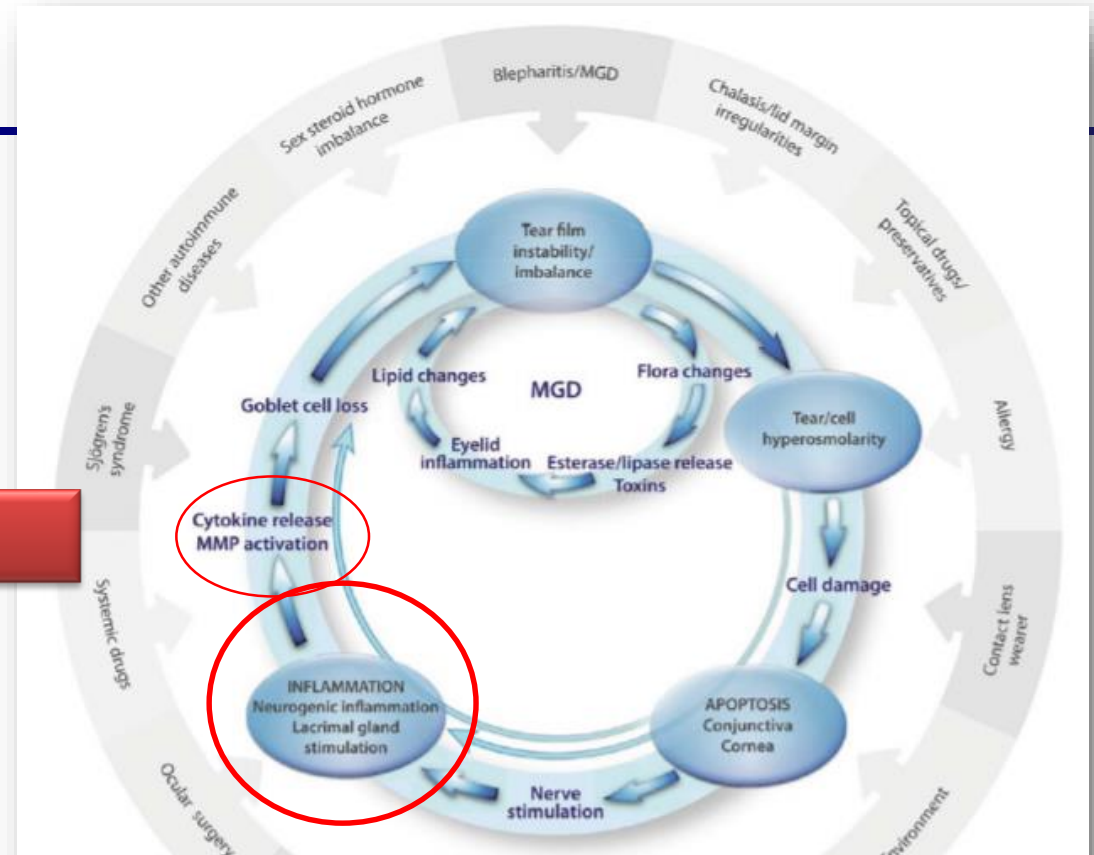 Blepharitis/MGD
Chalasis/lid margin
irregularities
Topical drugs/
preservatives
Allergy
Contact lens
wearer
Environment
Ocular surgery
Systemic drugs
Sjögren's
syndrome
Other autoimmune
diseases
Sex steroid hormone
imbalance
Tear film
instability/
imbalance
Tear/cell
hyperosmolarity
Cell damage
APOPTOSIS
Conjunctiva
Cornea
Nerve
stimulation
INFLAMMATION
Neurogenic inflammation
Lacrimal gland
stimulation
Cytokine release
MMP activation
Goblet cell loss
MGD
Flora changes
Esterase/lipase release
Toxins
Eyelid
inflammation
Lipid changes